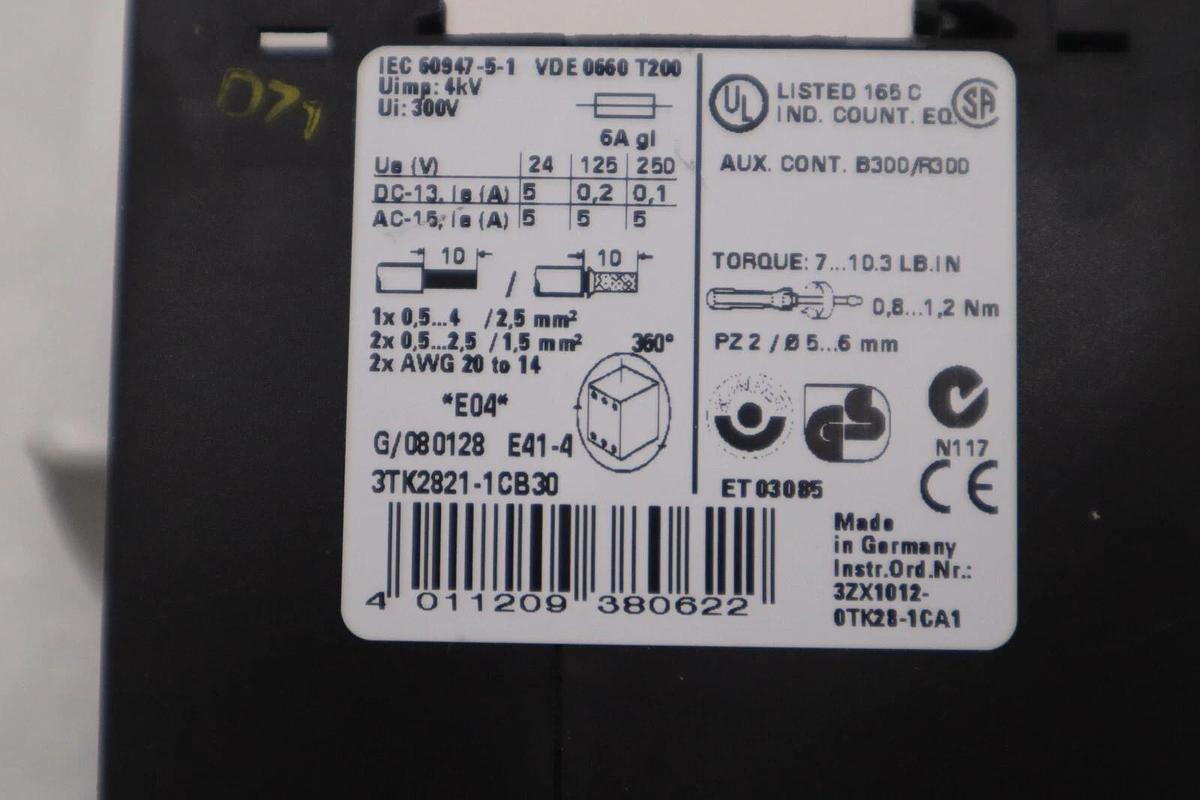 D71
IEC 60947-5-1 VDE 0660 T200
Uimp: 4kV
Ui: 300V
6A gl
Ue (V) 24 125 250
DC-13, Ie (A) 5 0,2 0,1
AC-15, Ie (A) 5 5 5
10 / 10
1x 0,5...4 /2,5 mm²
2x 0,5...2,5 /1,5 mm²
2x AWG 20 to 14
360°
*E04*
G/080128 E41-4
3TK2821-1CB30
4 011209 380622
UL LISTED 165 C SA
IND. COUNT. EQ.
AUX. CONT. B300/R300
TORQUE: 7...10.3 LB.IN
0,8...1,2 Nm
PZ 2 / Ø 5...6 mm
GS
N117
CE
ET 03085
Made
in Germany
Instr.Ord.Nr.:
3ZX1012-
0TK28-1CA1